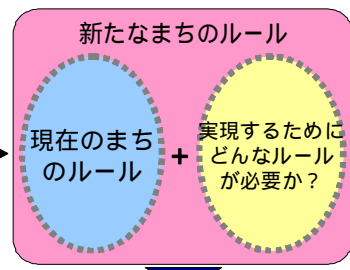 新たなまちのルール
現在のまち
のルール
+
実現するために
どんなルール
が必要か？